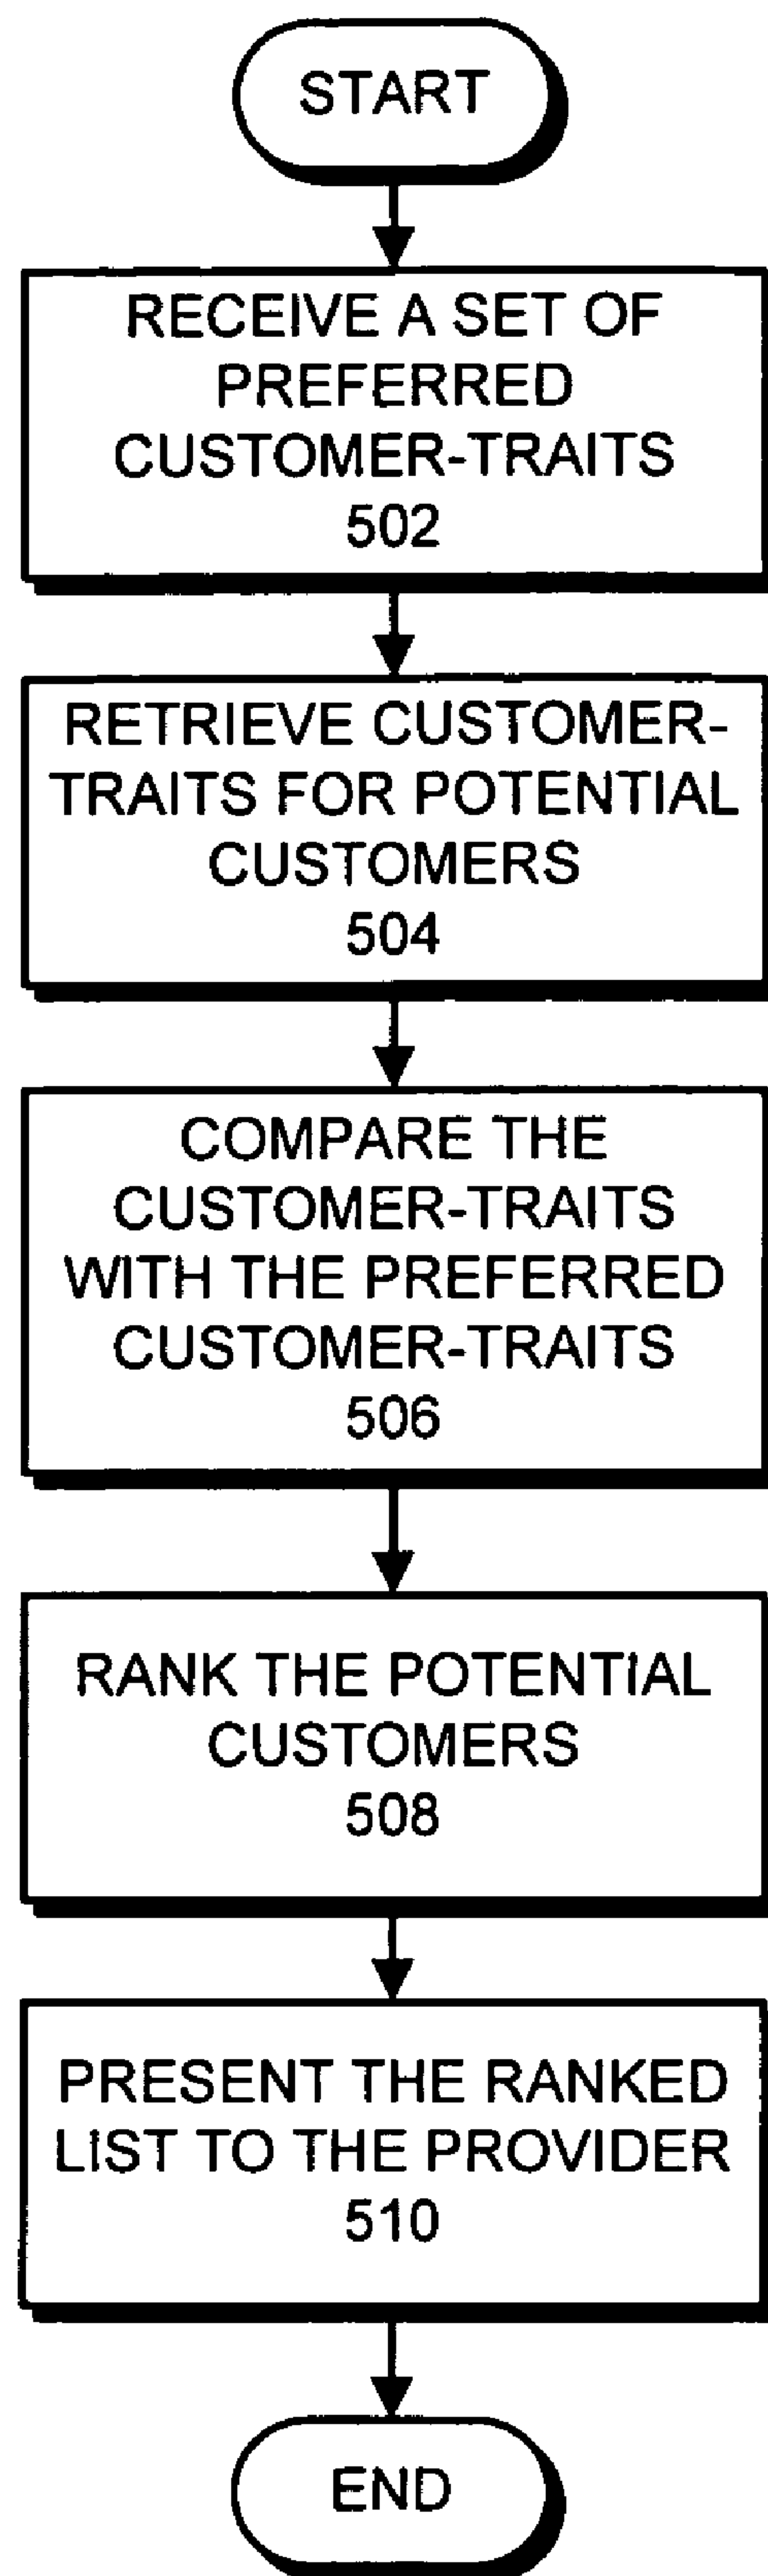 START
RECEIVE A SET OF
PREFERRED
CUSTOMER-TRAITS
502
RETRIEVE CUSTOMER-
TRAITS FOR POTENTIAL
CUSTOMERS
504
COMPARE THE
CUSTOMER-TRAITS
WITH THE PREFERRED
CUSTOMER-TRAITS
506
RANK THE POTENTIAL
CUSTOMERS
508
PRESENT THE RANKED
LIST TO THE PROVIDER
510
END